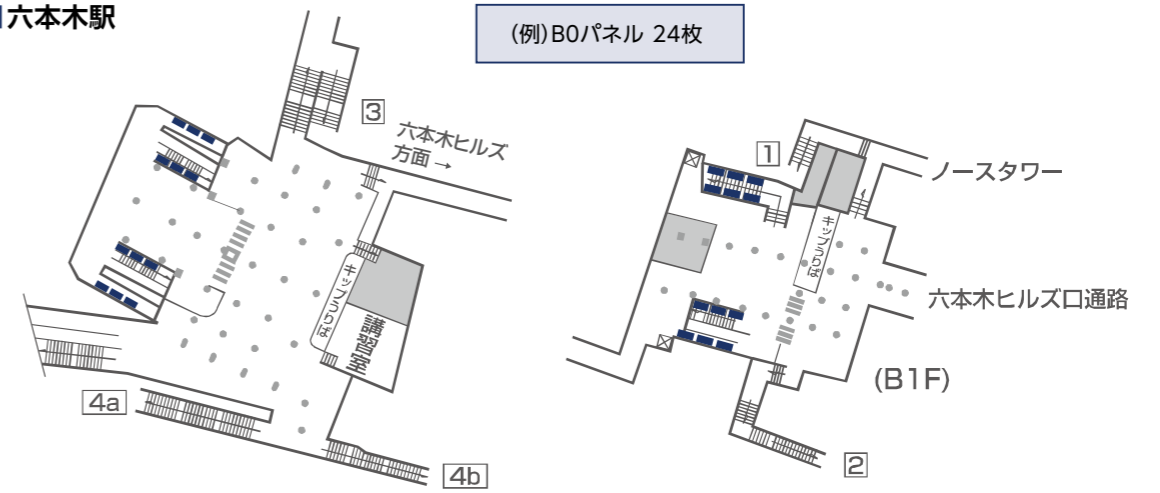 六本木駅
(例)B0パネル 24枚
3
六本木ヒルズ
方面 →
1
ノースタワー
キップうりば
キップうりば
講習室
六本木ヒルズ口通路
(B1F)
4a
4b
2